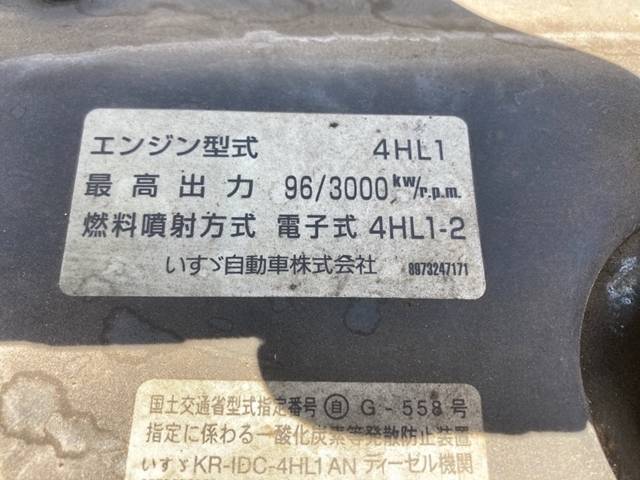 エンジン型式 4HL1
最高出力 96/3000 kw/r.p.m.
燃料噴射方式 電子式 4HL1-2
いすゞ自動車株式会社 8973247171
国土交通省型式指定番号 自 G-558号
指定に係わる一酸化炭素等発散防止装置
いすゞKR-IDC-4HL1AN ディーゼル機関